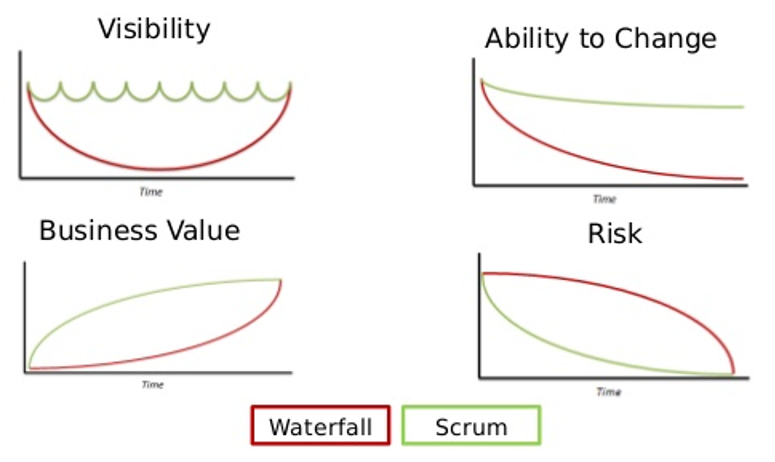 Visibility
Ability to Change
Time
Time
Business Value
Risk
Time
Time
Waterfall
Scrum